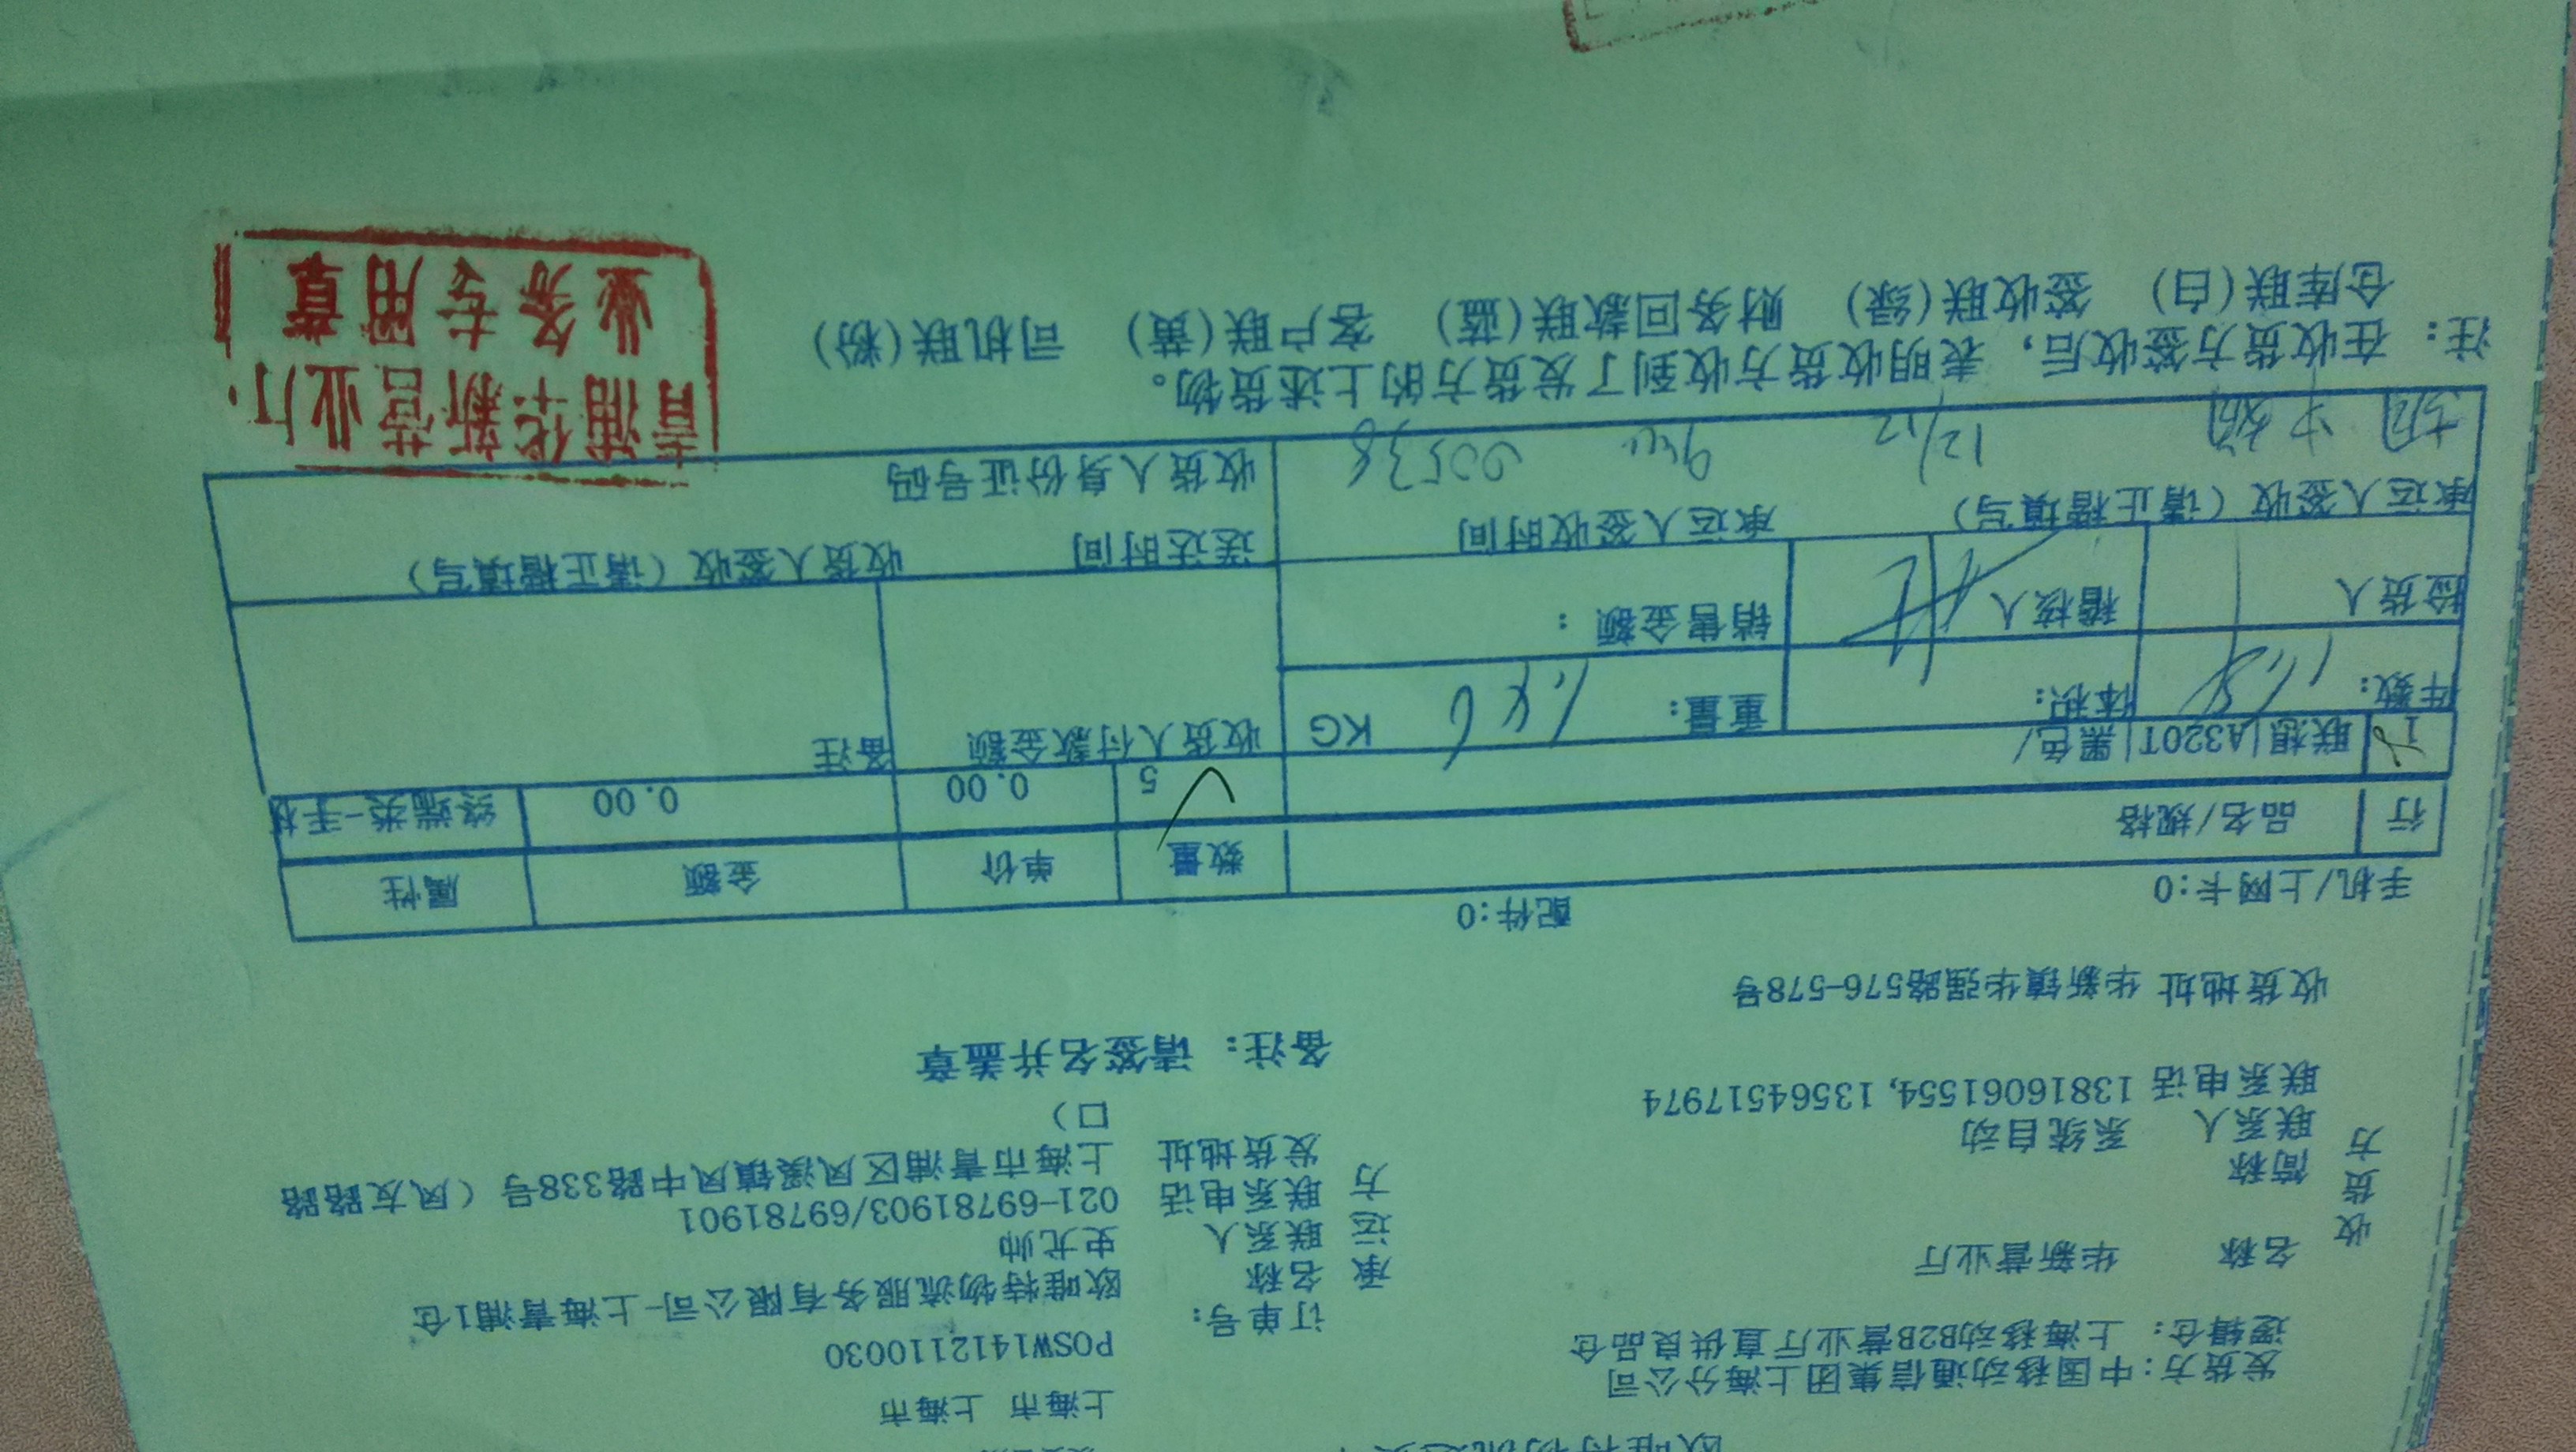 欧唯特物流
上海市 上海市
发货方:中国移动通信集团上海分公司
POSW1412110030
逻辑仓: 上海移动B2B营业厅直供良品仓
订单号:
收货方
名称 华新营业厅
简称
联系人 系统自动
联系电话 13816061554, 13564517974
收货地址 华新镇华强路576-578号
承运方
名称 欧唯特物流服务有限公司-上海青浦1仓
联系人 史尤帅
联系电话 021-69781903/69781901
发货地址 上海市青浦区凤溪镇凤中路338号（凤友路路
口）
备注: 请签名并盖章
手机/上网卡:0 配件:0
行 品名/规格 数量 单价 金额 属性
1 联想|A320T|黑色/ 5 0.00 0.00 终端类-手机
件数: 体积: 重量: 1.86 KG 收货人付款金额 备注
验货人 稽核人 销售金额 :
承运人签收（请正楷填写） 承运人签收时间 送达时间 收货人签收（请正楷填写）
12/12 00538 收货人身份证号码
注: 在收货方签收后, 表明收货方收到了发货方的上述货物。
仓库联(白) 签收联(绿) 财务回款联(蓝) 客户联(黄) 司机联(粉)
青浦华新营业厅
业务专用章